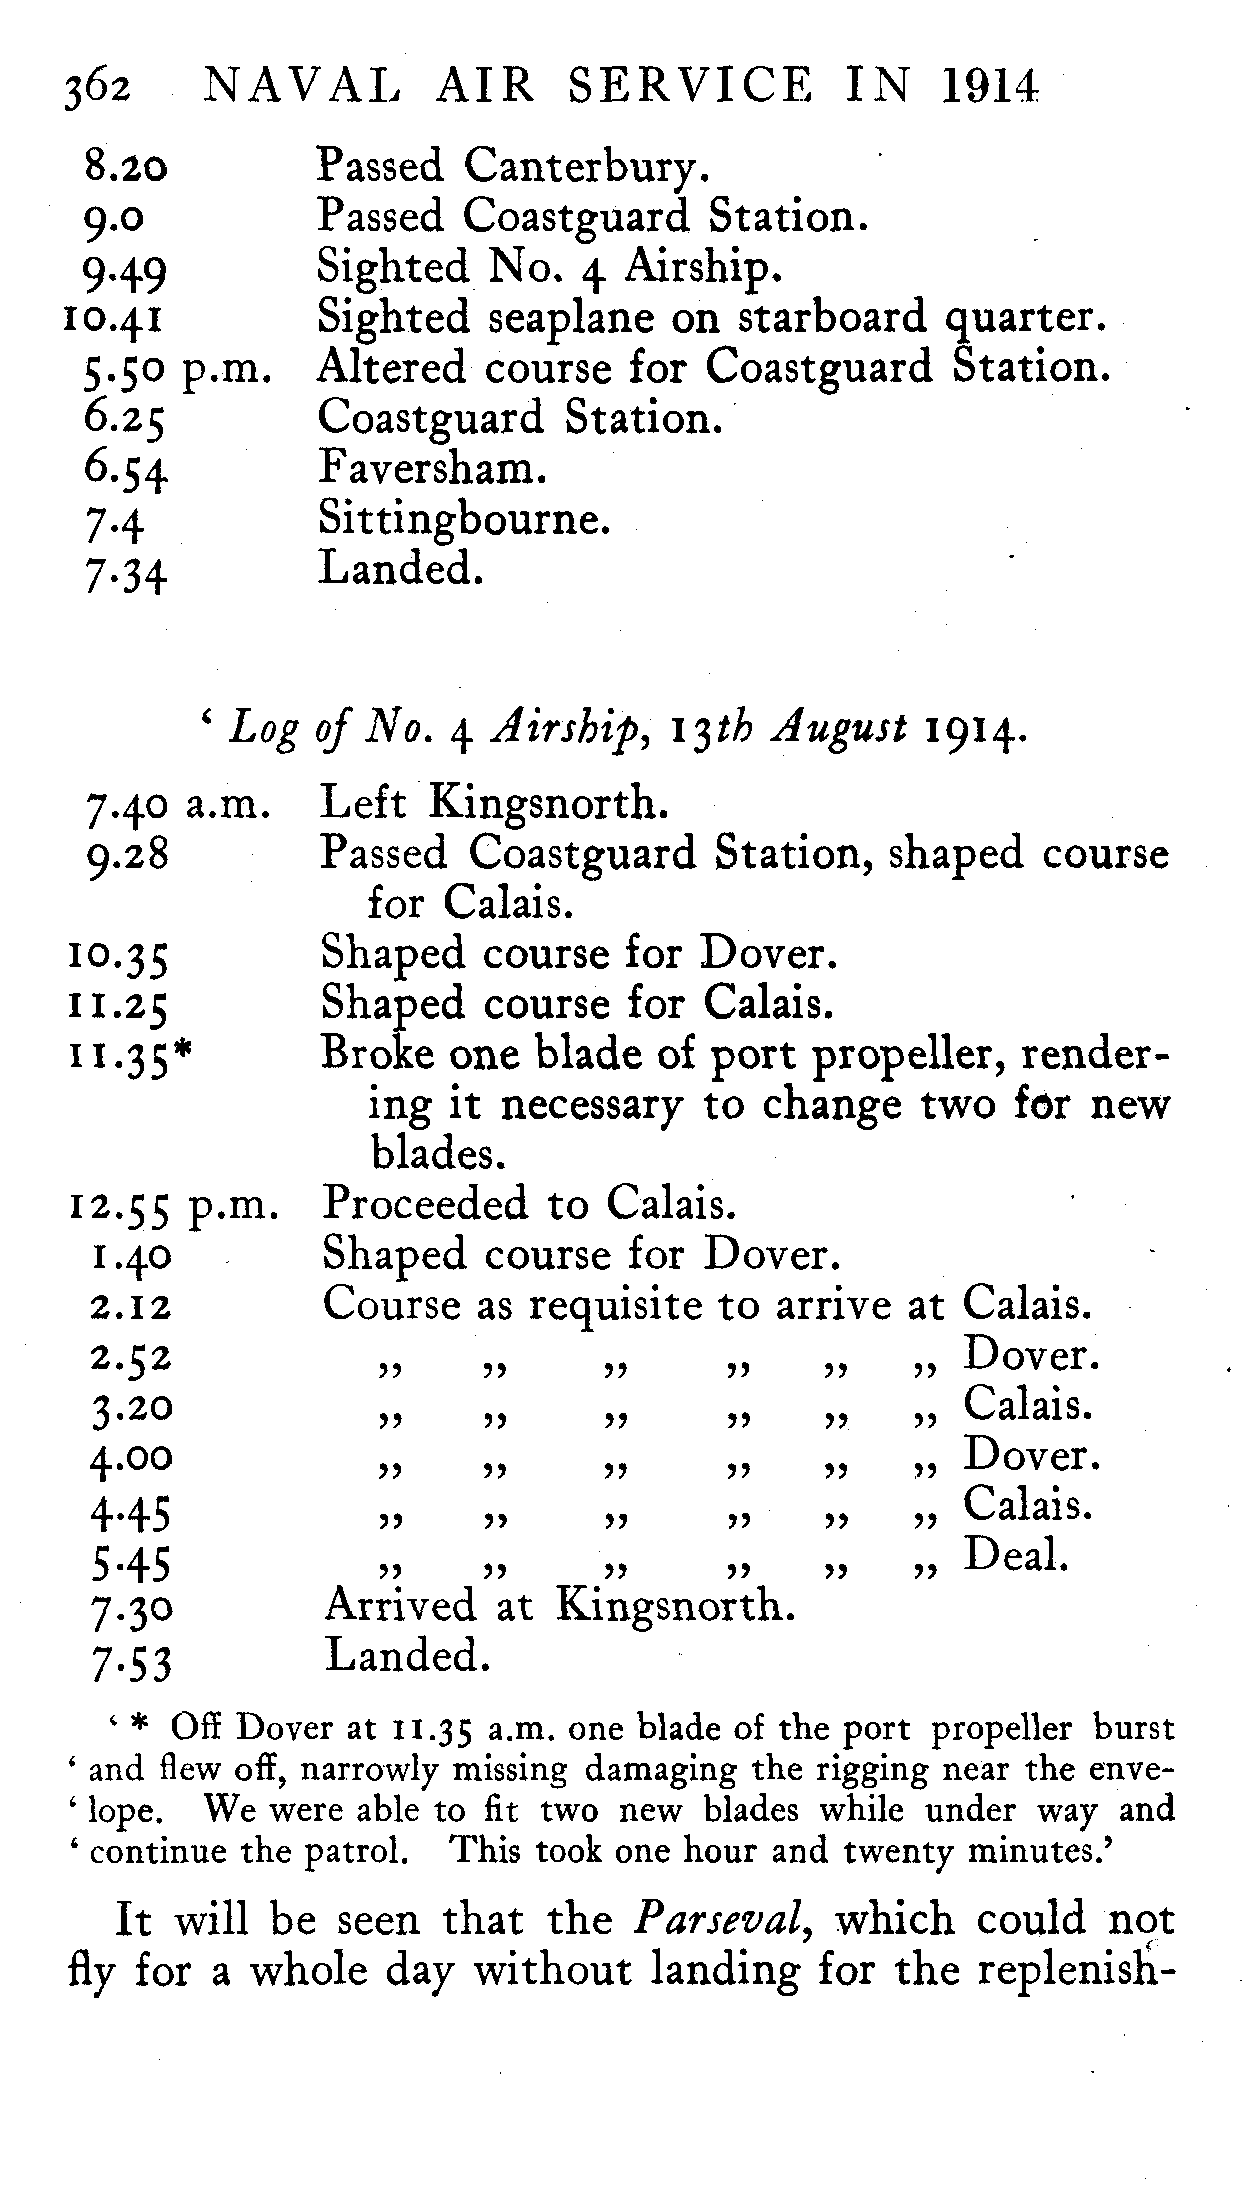 362 NAVAL AIR SERVICE IN 1914
8.20 Passed Canterbury.
9.0 Passed Coastguard Station.
9.49 Sighted No. 4 Airship.
10.41 Sighted seaplane on starboard quarter.
5.50 p.m. Altered course for Coastguard Station.
6.25 Coastguard Station.
6.54 Faversham.
7.4 Sittingbourne.
7.34 Landed.
‘ Log of No. 4 Airship, 13th August 1914.
7.40 a.m. Left Kingsnorth.
9.28 Passed Coastguard Station, shaped course
for Calais.
10.35 Shaped course for Dover.
11.25 Shaped course for Calais.
11.35* Broke one blade of port propeller, render-
ing it necessary to change two for new
blades.
12.55 p.m. Proceeded to Calais.
1.40 Shaped course for Dover.
2.12 Course as requisite to arrive at Calais.
2.52 ,, ,, ,, ,, ,, ,, Dover.
3.20 ,, ,, ,, ,, ,, ,, Calais.
4.00 ,, ,, ,, ,, ,, ,, Dover.
4.45 ,, ,, ,, ,, ,, ,, Calais.
5.45 ,, ,, ,, ,, ,, ,, Deal.
7.30 Arrived at Kingsnorth.
7.53 Landed.
‘ * Off Dover at 11.35 a.m. one blade of the port propeller burst
‘ and flew off, narrowly missing damaging the rigging near the enve-
‘ lope. We were able to fit two new blades while under way and
‘ continue the patrol. This took one hour and twenty minutes.’
It will be seen that the Parseval, which could not
fly for a whole day without landing for the replenish-